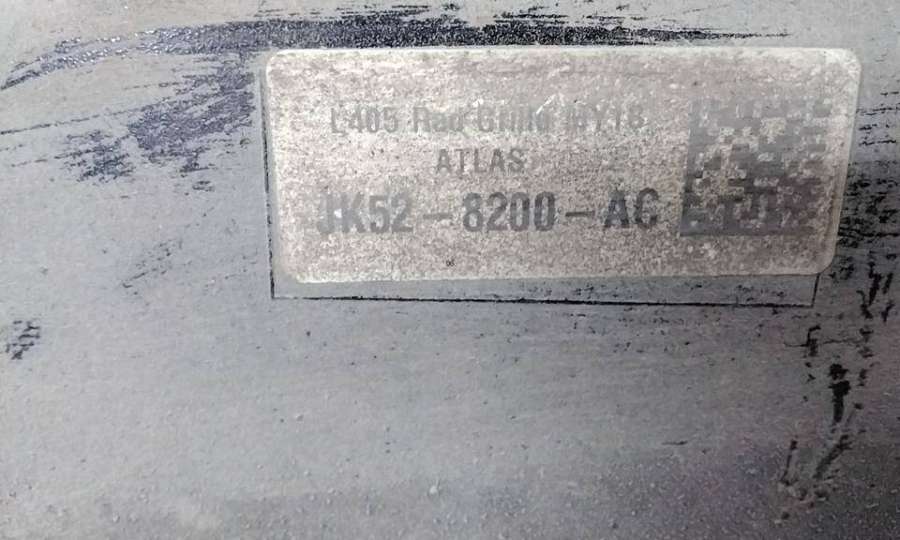 L405 Rad Grille MY18
ATLAS
JK52-8200-AC